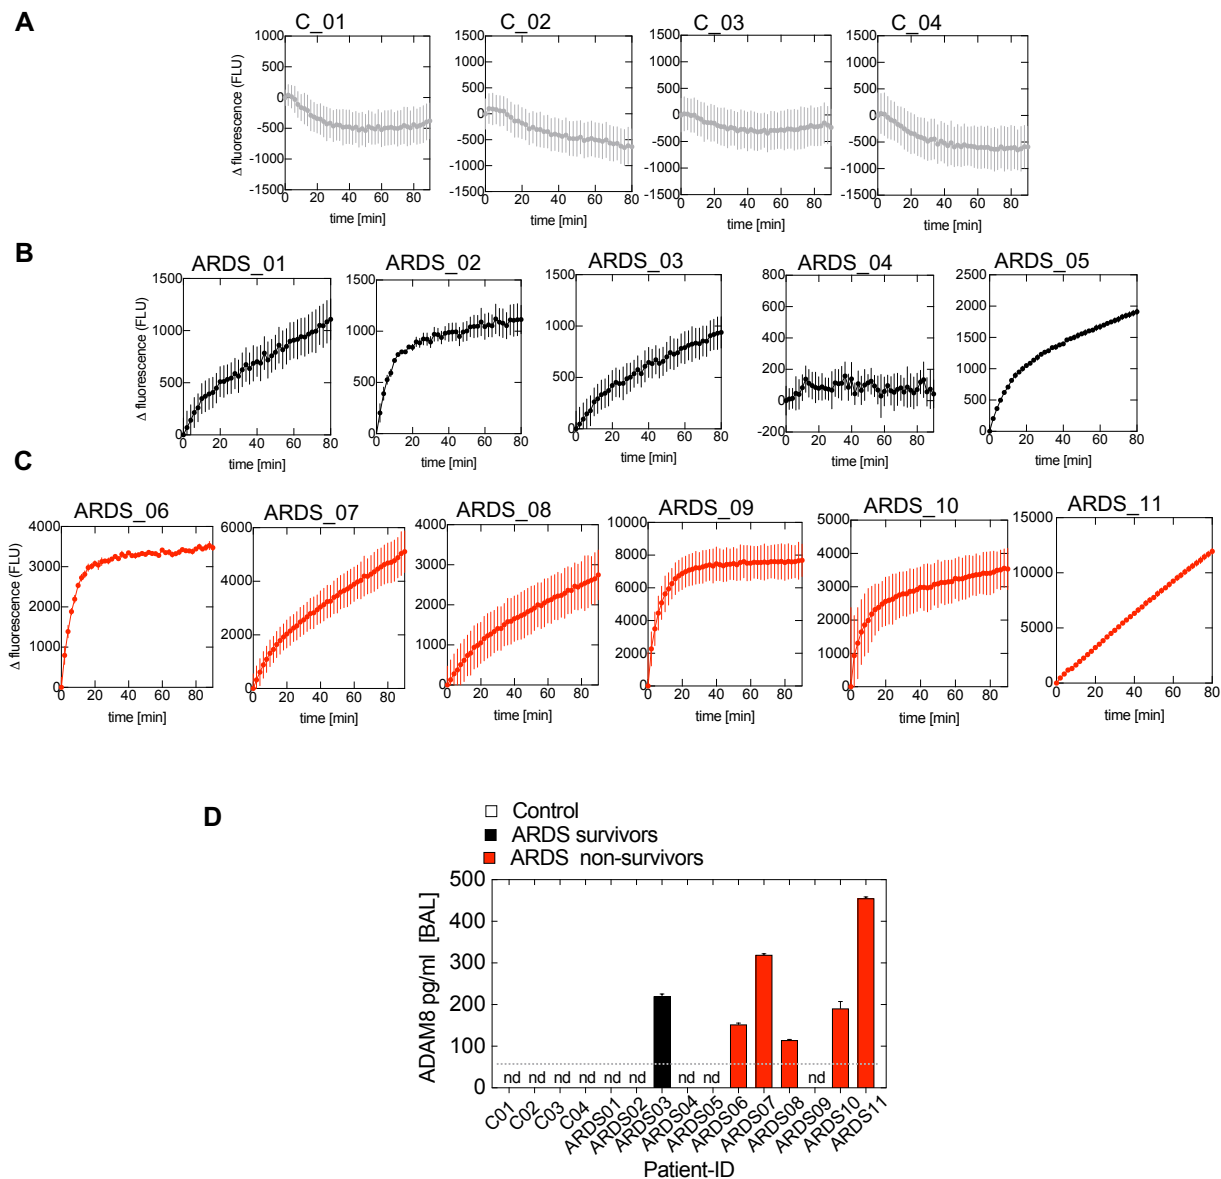 A
C_01 C_02 C_03 C_04
Δ fluorescence (FLU)
1000 500 0 -500 -1000 -1500
1500 1000 500 0 -500 -1000 -1500
1500 1000 500 0 -500 -1000 -1500
1500 1000 500 0 -500 -1000 -1500
0 20 40 60 80 0 20 40 60 80 0 20 40 60 80 0 20 40 60 80
time [min] time [min] time [min] time [min]
B
ARDS_01 ARDS_02 ARDS_03 ARDS_04 ARDS_05
Δ fluorescence (FLU)
1500 1000 500 0
1500 1000 500 0
1500 1000 500 0
800 600 400 200 0 -200
2500 2000 1500 1000 500 0
0 20 40 60 80 0 20 40 60 80 0 20 40 60 80 0 20 40 60 80 0 20 40 60 80
time [min] time [min] time [min] time [min] time [min]
C
ARDS_06 ARDS_07 ARDS_08 ARDS_09 ARDS_10 ARDS_11
Δ fluorescence (FLU)
4000 3000 2000 1000 0
6000 4000 2000 0
4000 3000 2000 1000 0
10000 8000 6000 4000 2000 0
5000 4000 3000 2000 1000 0
15000 10000 5000 0
0 20 40 60 80 0 20 40 60 80 0 20 40 60 80 0 20 40 60 80 0 20 40 60 80 0 20 40 60 80
time [min] time [min] time [min] time [min] time [min] time [min]
D
Control
ARDS survivors
ARDS non-survivors
ADAM8 pg/ml [BAL]
500
400
300
200
100
0
nd nd nd nd nd nd nd nd nd
C01 C02 C03 C04 ARDS01 ARDS02 ARDS03 ARDS04 ARDS05 ARDS06 ARDS07 ARDS08 ARDS09 ARDS10 ARDS11
Patient-ID